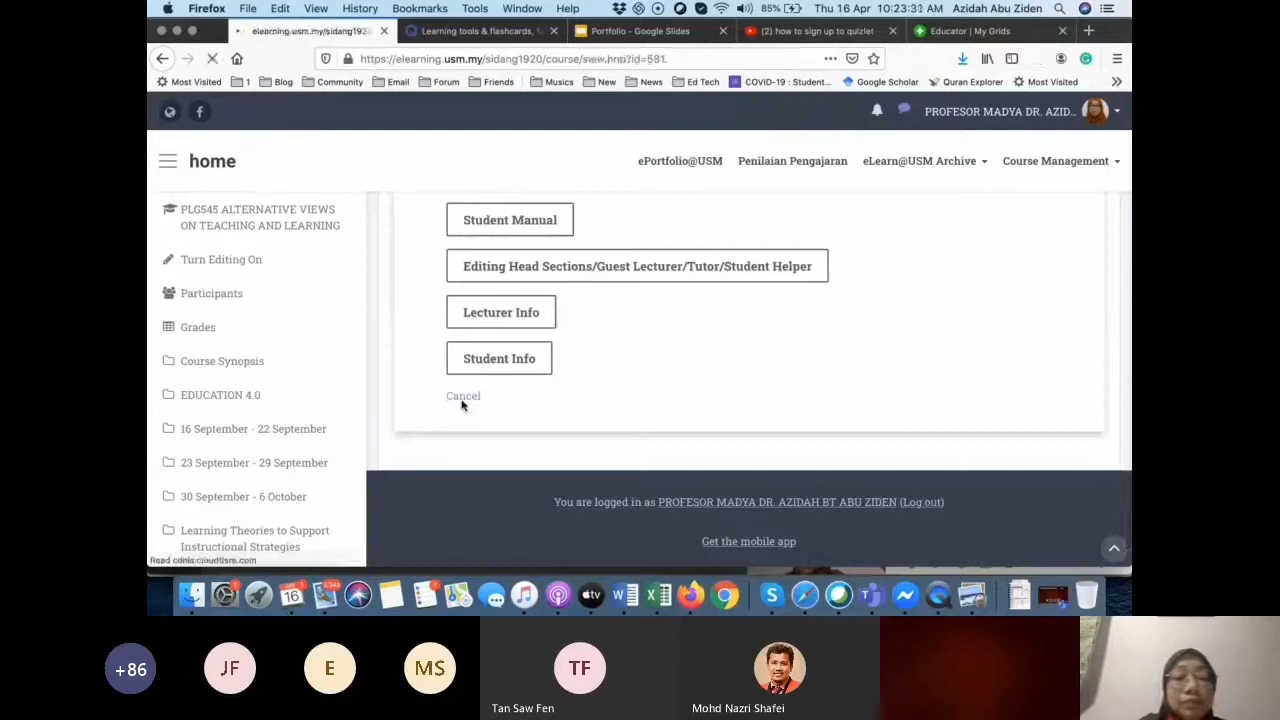 Firefox File Edit View History Bookmarks Tools Window Help 85% Thu 16 Apr 10:23:31 AM Azidah Abu Ziden
elearning.usm.my/sidang1920 Learning tools & flashcards, f Portfolio - Google Slides (2) how to sign up to quizlet Educator | My Grids
https://elearning.usm.my/sidang1920/course/
Most Visited 1 Blog Community Email Forum Friends Musics New News Ed Tech COVID-19 : Student... Google Scholar Quran Explorer Most Visited
PROFESOR MADYA DR. AZID...
home ePortfolio@USM Penilaian Pengajaran eLearn@USM Archive Course Management
PLG545 ALTERNATIVE VIEWS
ON TEACHING AND LEARNING
Turn Editing On
Participants
Grades
Course Synopsis
EDUCATION 4.0
16 September - 22 September
23 September - 29 September
30 September - 6 October
Learning Theories to Support
Instructional Strategies
Student Manual
Editing Head Sections/Guest Lecturer/Tutor/Student Helper
Lecturer Info
Student Info
Cancel
You are logged in as PROFESOR MADYA DR. AZIDAH BT ABU ZIDEN (Log out)
Get the mobile app
+86 JF E MS TF
Tan Saw Fen Mohd Nazri Shafei